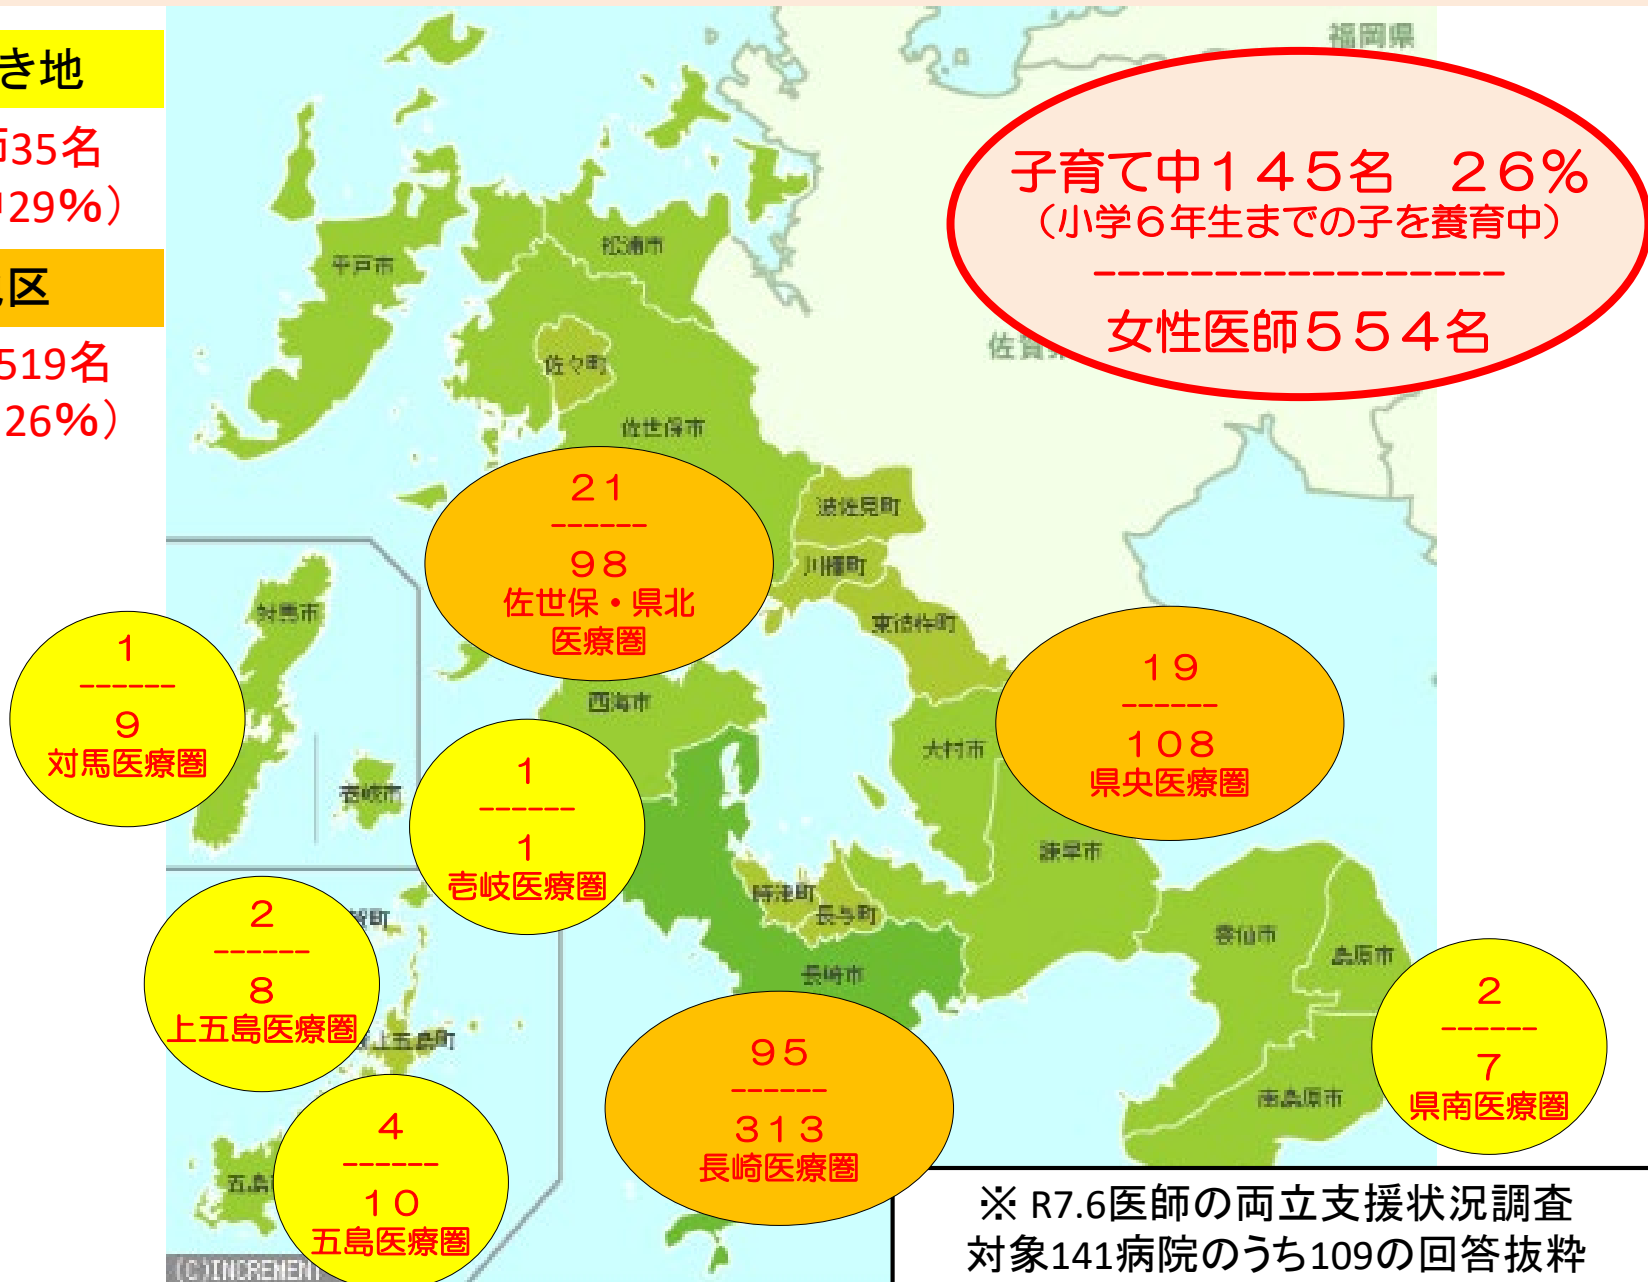 き地
師35名
中29%）
地区
519名
26%）
福岡県
子育て中１４５名　２６％
（小学６年生までの子を養育中）
------------------
女性医師５５４名
佐賀県
松浦市
平戸市
佐々町
佐世保市
２１
------
９８
佐世保・県北
医療圏
波佐見町
川棚町
東彼杵町
対馬市
１
------
９
対馬医療圏
西海市
１９
------
１０８
県央医療圏
大村市
壱岐市
１
------
１
壱岐医療圏
諫早市
時津町
長与町
２
------
８
上五島医療圏
雲仙市
島原市
長崎市
上五島町
２
------
７
県南医療圏
９５
------
３１３
長崎医療圏
南島原市
４
------
１０
五島医療圏
五島
(C)INCREMENT
※ R7.6医師の両立支援状況調査
対象141病院のうち109の回答抜粋